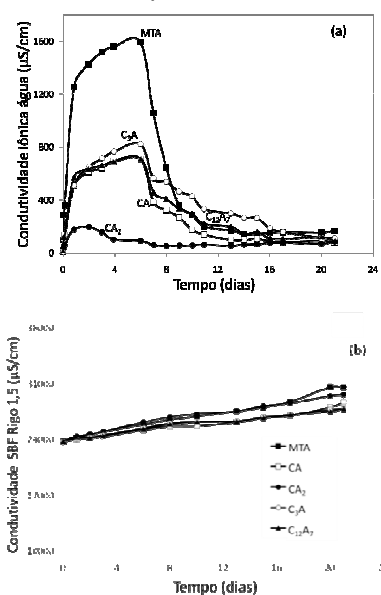 (a)
Condutividade iônica água (µS/cm)
1600
1200
800
400
0
MTA
C₃A
CA
C₁₂A₇
CA₂
0 4 8 12 16 20 24
Tempo (dias)
(b)
Condutividade SBF Rigo 1,5 (µS/cm)
MTA
CA
CA₂
C₃A
C₁₂A₇
0 4 8 12 16 20
Tempo (dias)